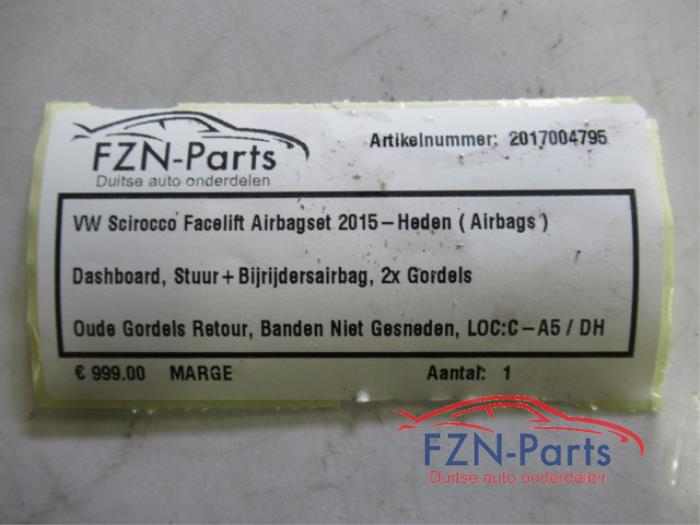 FZN-Parts
Duitse auto onderdelen
Artikelnummer: 2017004795
VW Scirocco Facelift Airbagset 2015-Heden ( Airbags )
Dashboard, Stuur + Bijrijdersairbag, 2x Gordels
Oude Gordels Retour, Banden Niet Gesneden, LOC:C-A5 / DH
€ 999.00 MARGE Aantal: 1
FZN-Parts
Duitse auto onderdelen